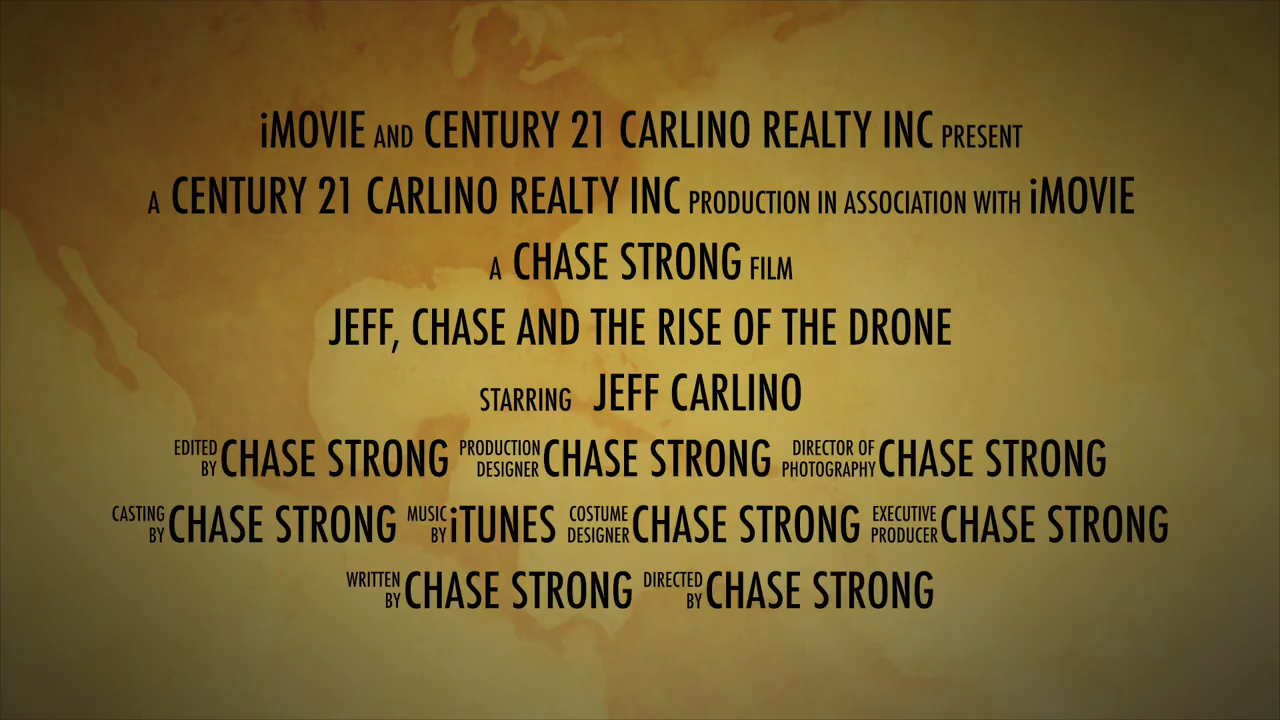 iMOVIE AND CENTURY 21 CARLINO REALTY INC PRESENT
A CENTURY 21 CARLINO REALTY INC PRODUCTION IN ASSOCIATION WITH iMOVIE
A CHASE STRONG FILM
JEFF, CHASE AND THE RISE OF THE DRONE
STARRING JEFF CARLINO
EDITED BY CHASE STRONG PRODUCTION DESIGNER CHASE STRONG DIRECTOR OF PHOTOGRAPHY CHASE STRONG
CASTING BY CHASE STRONG MUSIC BY iTUNES COSTUME DESIGNER CHASE STRONG EXECUTIVE PRODUCER CHASE STRONG
WRITTEN BY CHASE STRONG DIRECTED BY CHASE STRONG